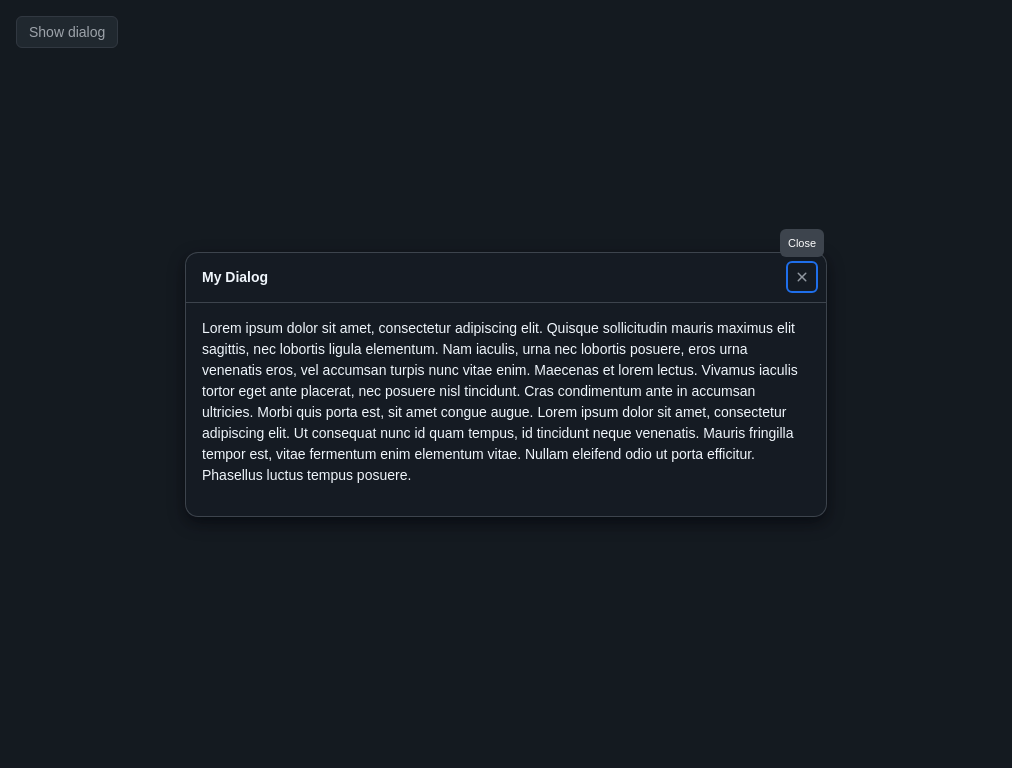 Show dialog
Close
My Dialog
Lorem ipsum dolor sit amet, consectetur adipiscing elit. Quisque sollicitudin mauris maximus elit
sagittis, nec lobortis ligula elementum. Nam iaculis, urna nec lobortis posuere, eros urna
venenatis eros, vel accumsan turpis nunc vitae enim. Maecenas et lorem lectus. Vivamus iaculis
tortor eget ante placerat, nec posuere nisl tincidunt. Cras condimentum ante in accumsan
ultricies. Morbi quis porta est, sit amet congue augue. Lorem ipsum dolor sit amet, consectetur
adipiscing elit. Ut consequat nunc id quam tempus, id tincidunt neque venenatis. Mauris fringilla
tempor est, vitae fermentum enim elementum vitae. Nullam eleifend odio ut porta efficitur.
Phasellus luctus tempus posuere.